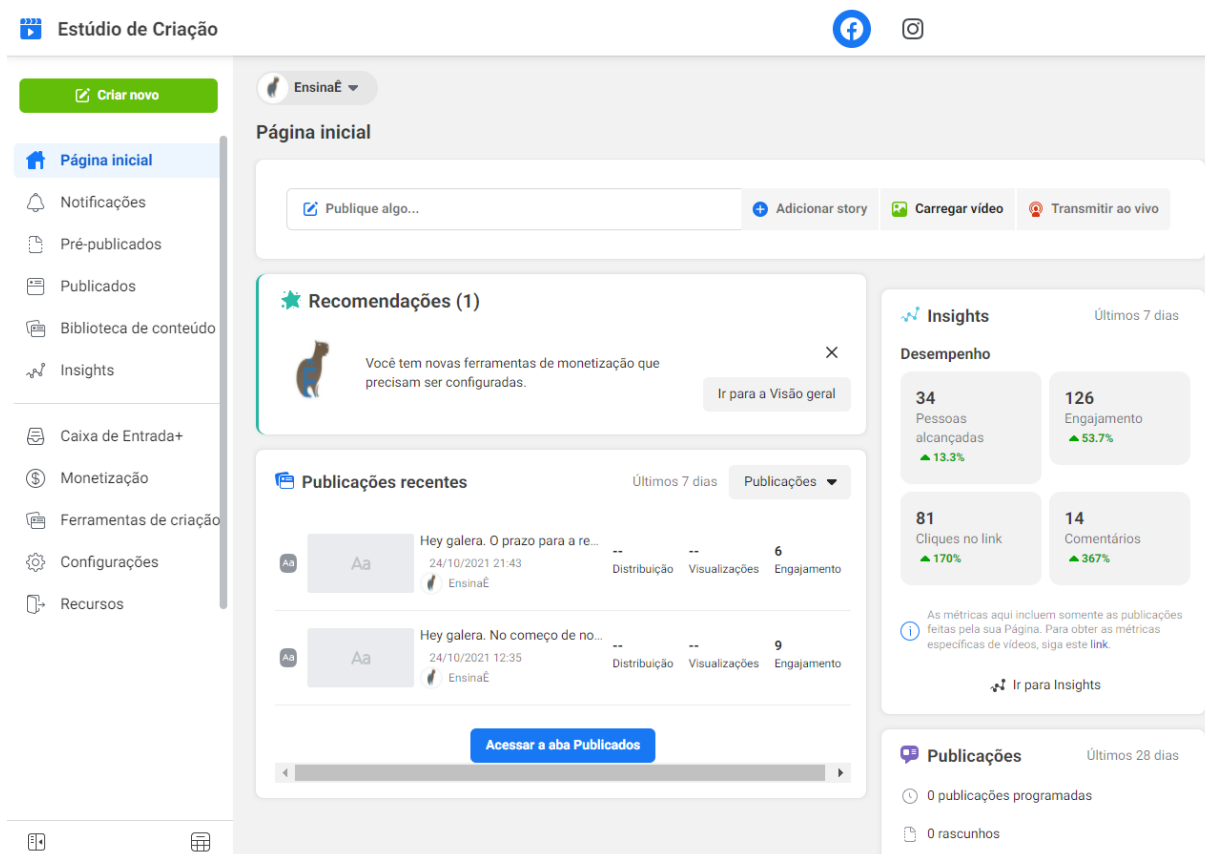 Estúdio de Criação
Criar novo
Página inicial
Notificações
Pré-publicados
Publicados
Biblioteca de conteúdo
Insights
Caixa de Entrada+
Monetização
Ferramentas de criação
Configurações
Recursos
EnsinaÊ
Página inicial
Publique algo...
Adicionar story
Carregar vídeo
Transmitir ao vivo
Recomendações (1)
Você tem novas ferramentas de monetização que
precisam ser configuradas.
Ir para a Visão geral
Publicações recentes
Últimos 7 dias
Publicações
Aa
Aa
Hey galera. O prazo para a re...
24/10/2021 21:43
EnsinaÊ
--
Distribuição
--
Visualizações
6
Engajamento
Aa
Aa
Hey galera. No começo de no...
24/10/2021 12:35
EnsinaÊ
--
Distribuição
--
Visualizações
9
Engajamento
Acessar a aba Publicados
Insights
Últimos 7 dias
Desempenho
34
Pessoas
alcançadas
13.3%
126
Engajamento
53.7%
81
Cliques no link
170%
14
Comentários
367%
As métricas aqui incluem somente as publicações
feitas pela sua Página. Para obter as métricas
específicas de vídeos, siga este link.
Ir para Insights
Publicações
Últimos 28 dias
0 publicações programadas
0 rascunhos